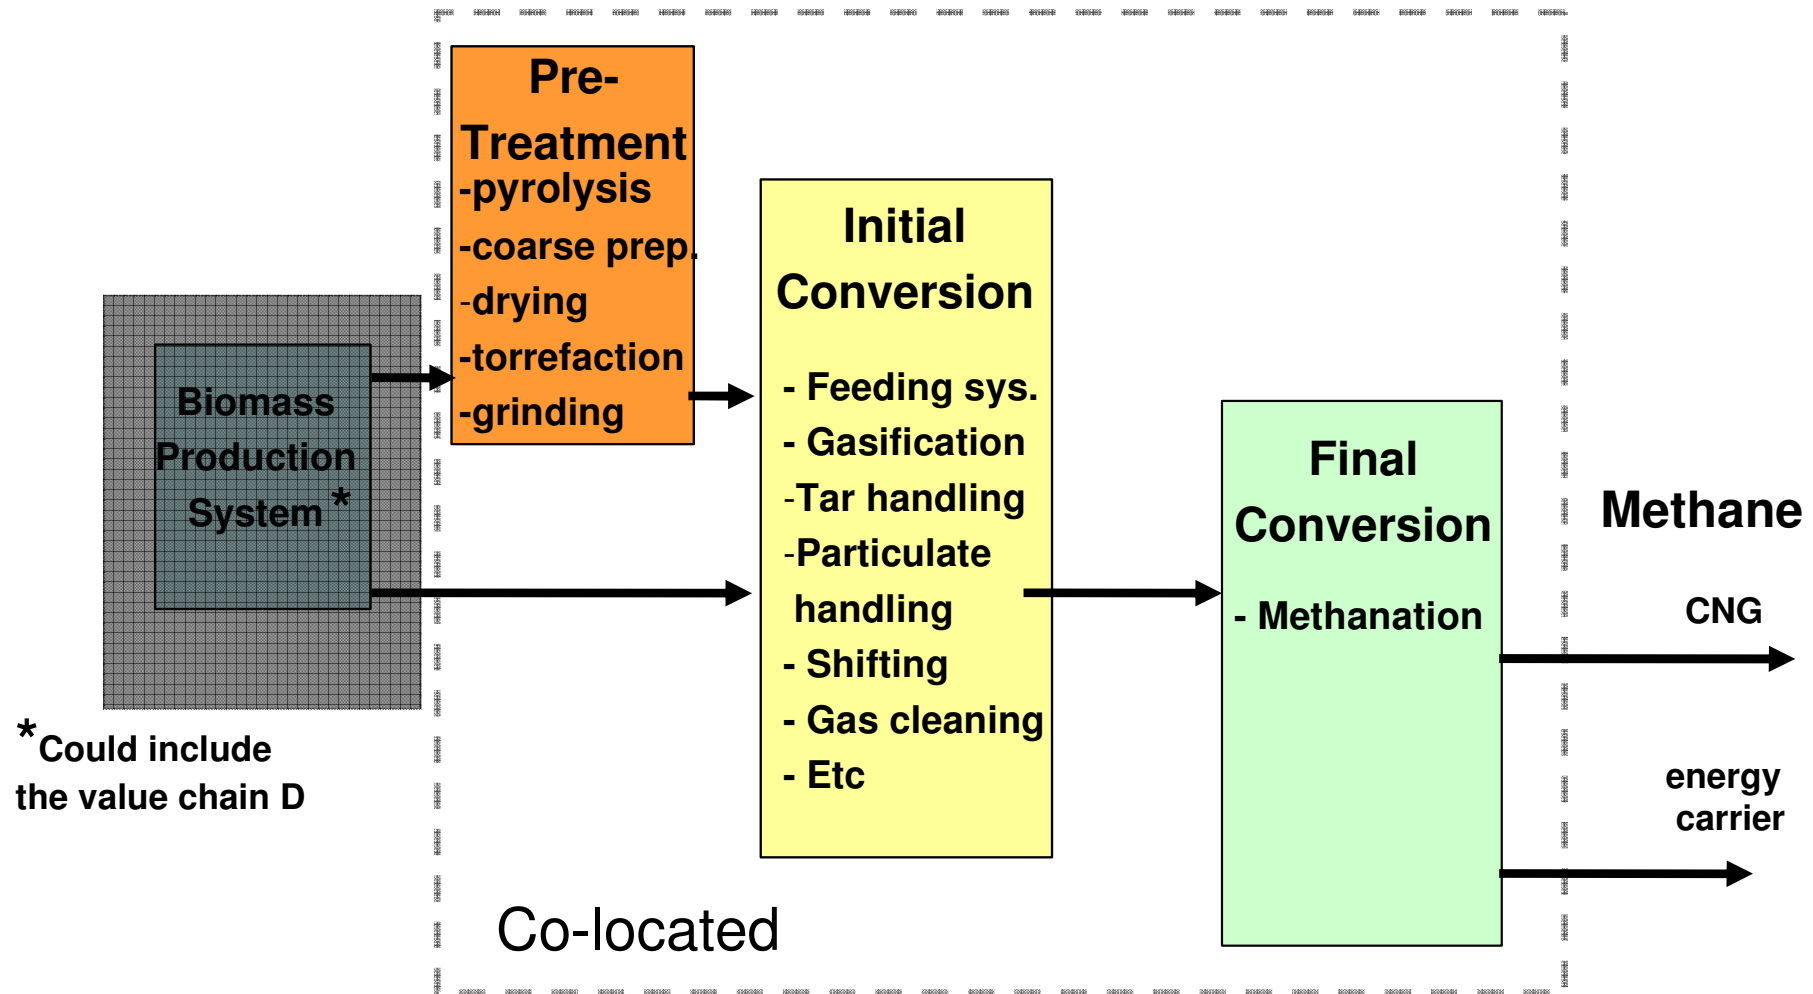 Pre-
Treatment
-pyrolysis
-coarse prep.
-drying
-torrefaction
-grinding
Biomass
Production
System*
*Could include
the value chain D
Initial
Conversion
- Feeding sys.
- Gasification
-Tar handling
-Particulate
handling
- Shifting
- Gas cleaning
- Etc
Final
Conversion
- Methanation
Methane
CNG
energy
carrier
Co-located